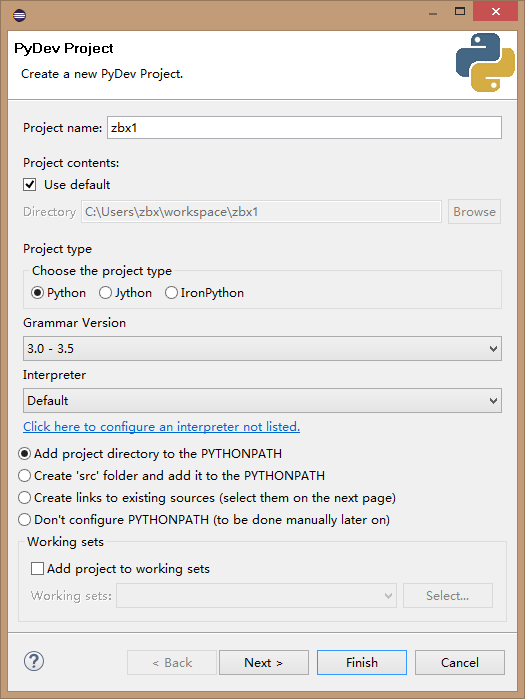 PyDev Project
Create a new PyDev Project.
Project name: zbx1
Project contents:
Use default
Directory C:\Users\zbx\workspace\zbx1 Browse
Project type
Choose the project type
Python Jython IronPython
Grammar Version
3.0 - 3.5
Interpreter
Default
Click here to configure an interpreter not listed.
Add project directory to the PYTHONPATH
Create 'src' folder and add it to the PYTHONPATH
Create links to existing sources (select them on the next page)
Don't configure PYTHONPATH (to be done manually later on)
Working sets
Add project to working sets
Working sets: Select...
? < Back Next > Finish Cancel